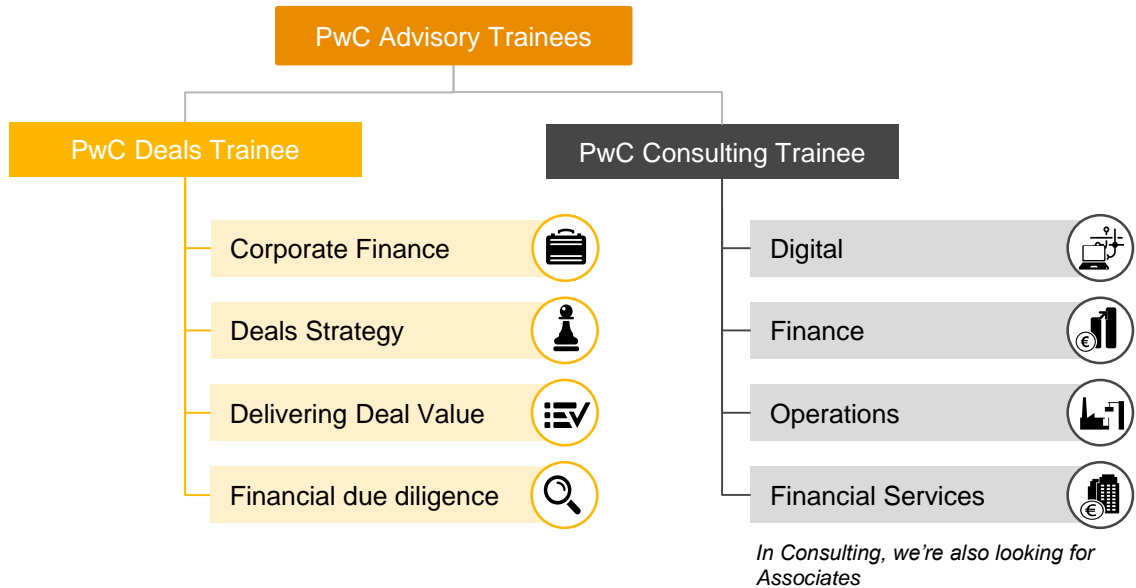 PwC Advisory Trainees
PwC Deals Trainee
PwC Consulting Trainee
Corporate Finance
Deals Strategy
Delivering Deal Value
Financial due diligence
Digital
Finance
€
Operations
Financial Services
€
In Consulting, we're also looking for
Associates